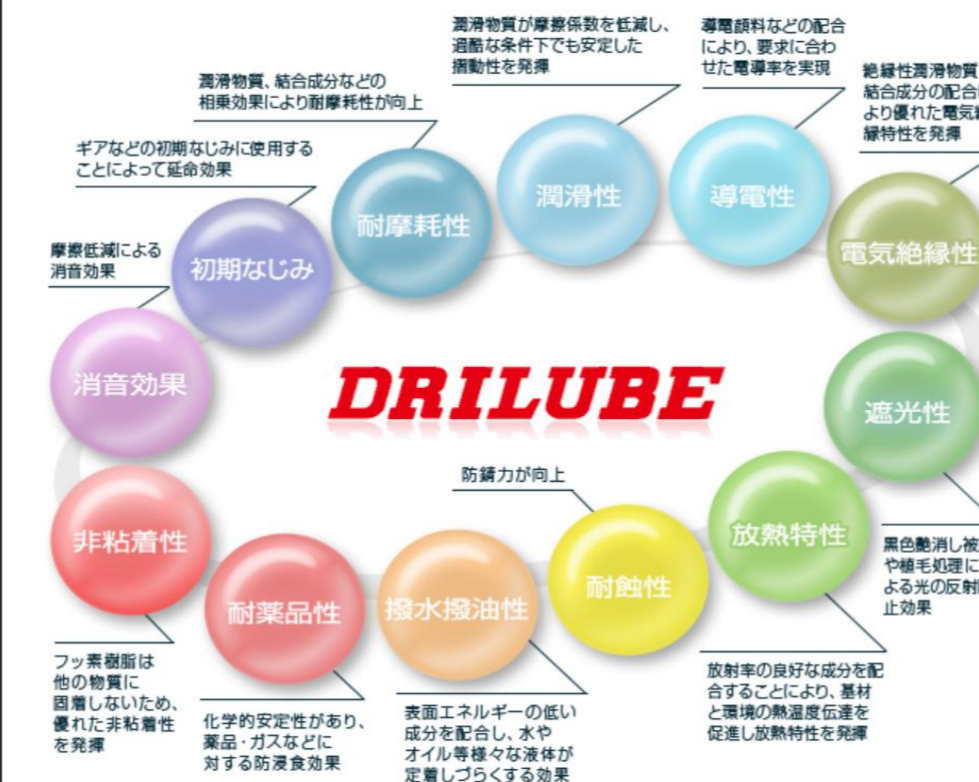 潤滑物質が摩擦係数を低減し、
過酷な条件下でも安定した
摺動性を発揮
導電顔料などの配合
により、要求に合わ
せた電導率を実現
絶縁性潤滑物質
結合成分の配合
より優れた電気
縁特性を発揮
潤滑物質、結合成分などの
相乗効果により耐摩耗性が向上
ギアなどの初期なじみに使用する
ことによって延命効果
摩擦低減による
消音効果
潤滑性
導電性
耐摩耗性
電気絶縁性
初期なじみ
消音効果
DRILUBE
遮光性
防錆力が向上
非粘着性
放熱特性
耐蝕性
耐薬品性
撥水撥油性
黒色艶消し被
や植毛処理に
よる光の反射
止効果
フッ素樹脂は
他の物質に
固着しないため、
優れた非粘着性
を発揮
化学的安定性があり、
薬品・ガスなどに
対する防浸食効果
表面エネルギーの低い
成分を配合し、水や
オイル等様々な液体が
定着しづらくする効果
放射率の良好な成分を配
合することにより、基材
と環境の熱温度伝達を
促進し放熱特性を発揮